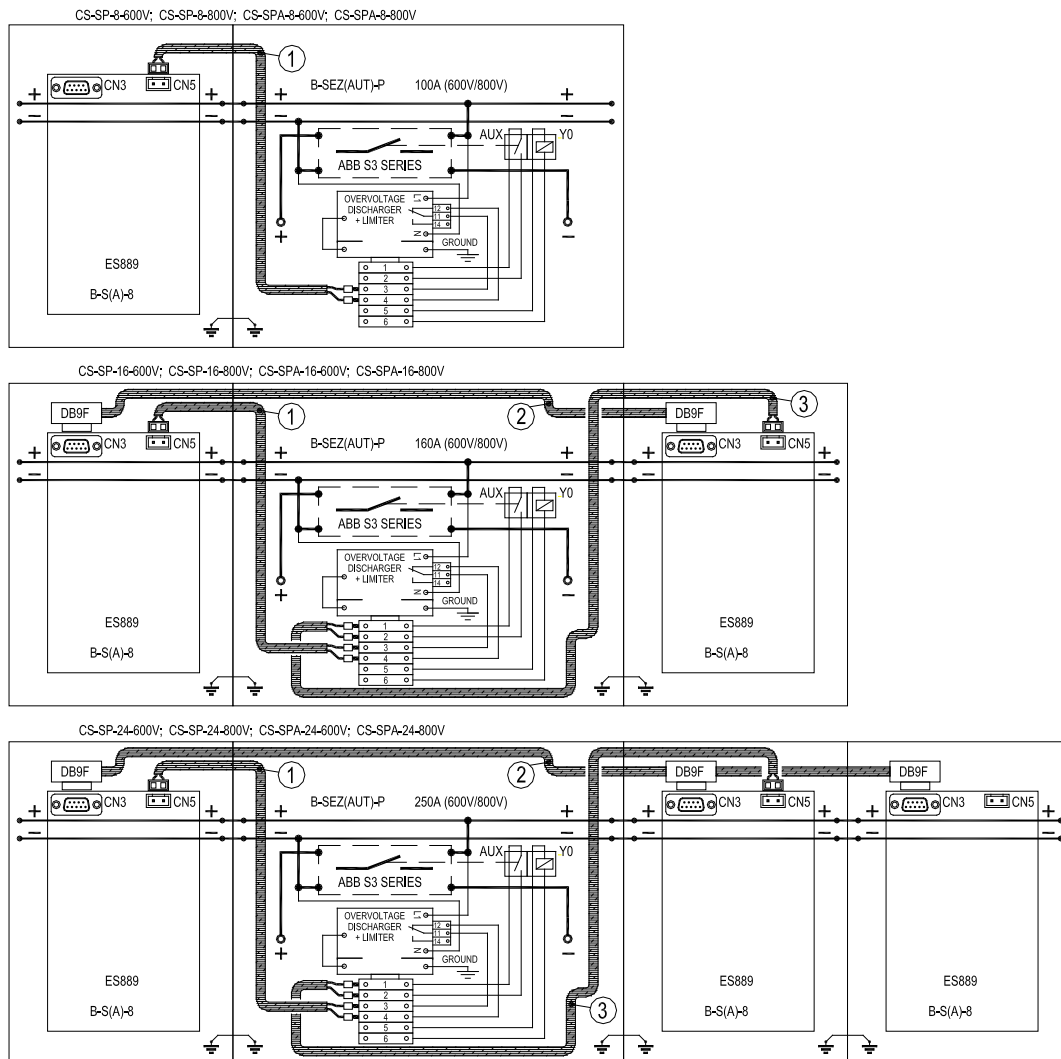 CS-SP-8-600V; CS-SP-8-800V; CS-SPA-8-600V; CS-SPA-8-800V
1
CN3 CN5 B-SEZ(AUT)-P 100A (600V/800V)
+ + + +
− − − −
AUX Y0
ABB S3 SERIES
OVERVOLTAGE
DISCHARGER
+ LIMITER
L1
12
11
14
N
GROUND
+ −
1
2
3
4
5
6
ES889
B-S(A)-8
CS-SP-16-600V; CS-SP-16-800V; CS-SPA-16-600V; CS-SPA-16-800V
DB9F 1 2 DB9F 3
CN3 CN5 B-SEZ(AUT)-P 160A (600V/800V) CN3 CN5
+ + + + + +
− − − − − −
AUX Y0
ABB S3 SERIES
OVERVOLTAGE
DISCHARGER
+ LIMITER
L1
12
11
14
N
GROUND
+ −
1
2
3
4
5
6
ES889 ES889
B-S(A)-8 B-S(A)-8
CS-SP-24-600V; CS-SP-24-800V; CS-SPA-24-600V; CS-SPA-24-800V
DB9F 1 2 DB9F DB9F
CN3 CN5 B-SEZ(AUT)-P 250A (600V/800V) CN3 CN5 CN3 CN5
+ + + + + + + +
− − − − − − − −
AUX Y0
ABB S3 SERIES
OVERVOLTAGE
DISCHARGER
+ LIMITER
L1
12
11
14
N
GROUND
+ −
1
2
3
4
5
6
3
ES889 ES889 ES889
B-S(A)-8 B-S(A)-8 B-S(A)-8